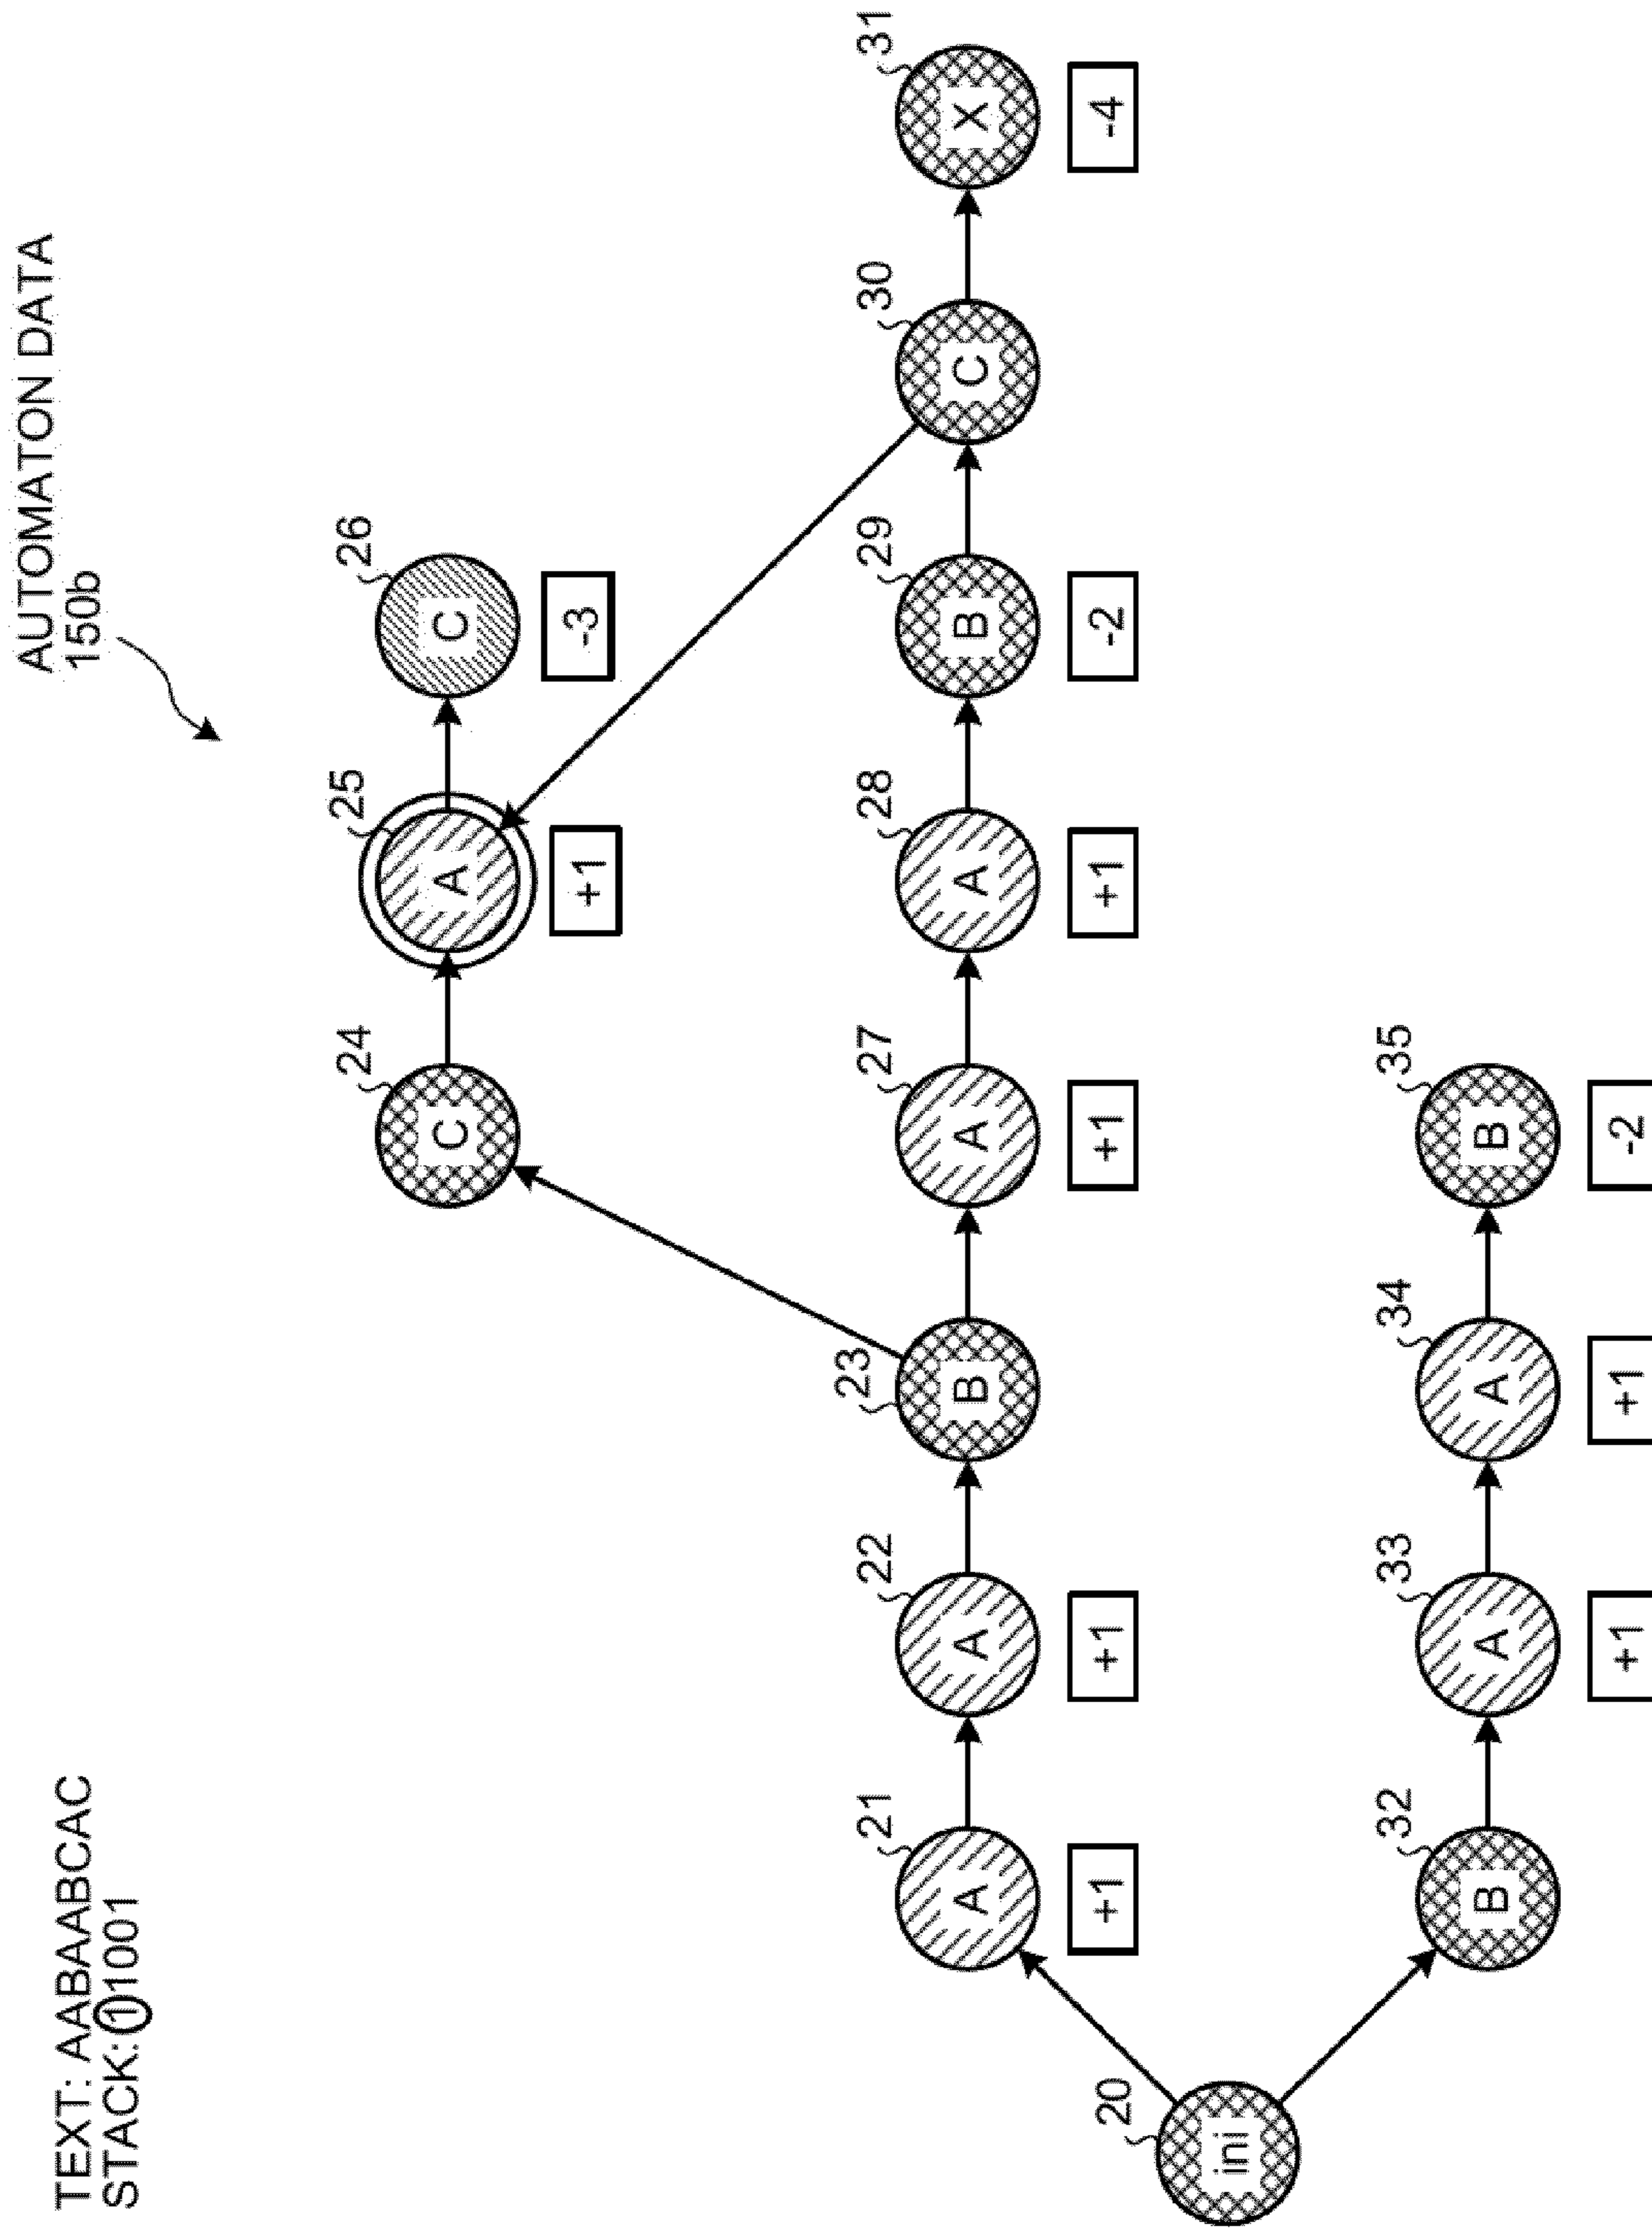 AUTOMATON DATA
150b
TEXT: AABAABCAC
STACK: 11001
24
C
25
A
+1
26
C
-3
21
A
+1
22
A
+1
23
B
27
A
+1
28
A
+1
29
B
-2
30
C
31
X
-4
20
ini
32
B
33
A
+1
34
A
+1
35
B
-2